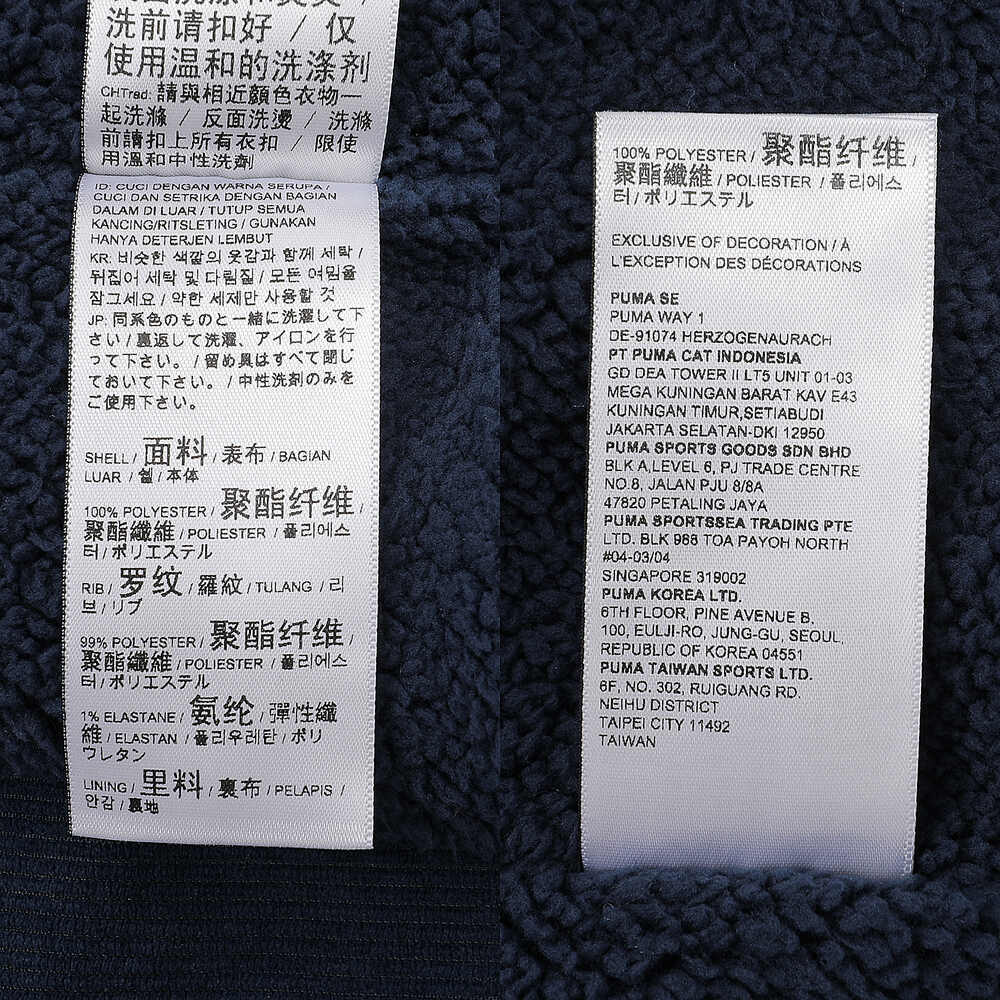 洗前请扣好 / 仅
使用温和的洗涤剂
CHTrad: 請與相近顏色衣物一
起洗滌 / 反面洗燙 / 洗滌
前請扣上所有衣扣 / 限使
用溫和中性洗劑
ID: CUCI DENGAN WARNA SERUPA /
CUCI DAN SETRIKA DENGAN BAGIAN
DALAM DI LUAR / TUTUP SEMUA
KANCING/RITSLETING / GUNAKAN
HANYA DETERJEN LEMBUT
KR: 비슷한 색깔의 옷감과 함께 세탁 /
뒤집어 세탁 및 다림질 / 모든 여밈을
잠그세요 / 약한 세제만 사용할 것
JP: 同系色のものと一緒に洗濯して下
さい / 裏返して洗濯、アイロンを行
って下さい。 / 留め具はすべて閉じ
ておいて下さい。 / 中性洗剤のみを
ご使用下さい。
SHELL / 面料 / 表布 / BAGIAN
LUAR / 쉘 / 本体
100% POLYESTER / 聚酯纤维 /
聚酯纖維 / POLIESTER / 폴리에스
터 / ポリエステル
RIB / 罗纹 / 羅紋 / TULANG / 리
브 / リブ
99% POLYESTER / 聚酯纤维 /
聚酯纖維 / POLIESTER / 폴리에스
터 / ポリエステル
1% ELASTANE / 氨纶 / 彈性纖
維 / ELASTAN / 폴리우레탄 / ポリ
ウレタン
LINING / 里料 / 裏布 / PELAPIS /
안감 / 裏地
100% POLYESTER / 聚酯纤维 /
聚酯纖維 / POLIESTER / 폴리에스
터 / ポリエステル
EXCLUSIVE OF DECORATION / À
L'EXCEPTION DES DÉCORATIONS
PUMA SE
PUMA WAY 1
DE-91074 HERZOGENAURACH
PT PUMA CAT INDONESIA
GD DEA TOWER II LT5 UNIT 01-03
MEGA KUNINGAN BARAT KAV E43
KUNINGAN TIMUR,SETIABUDI
JAKARTA SELATAN-DKI 12950
PUMA SPORTS GOODS SDN BHD
BLK A,LEVEL 6, PJ TRADE CENTRE
NO.8, JALAN PJU 8/8A
47820 PETALING JAYA
PUMA SPORTSSEA TRADING PTE
LTD. BLK 988 TOA PAYOH NORTH
#04-03/04
SINGAPORE 319002
PUMA KOREA LTD.
6TH FLOOR, PINE AVENUE B,
100, EULJI-RO, JUNG-GU, SEOUL,
REPUBLIC OF KOREA 04551
PUMA TAIWAN SPORTS LTD.
6F, NO. 302, RUIGUANG RD.
NEIHU DISTRICT
TAIPEI CITY 11492
TAIWAN